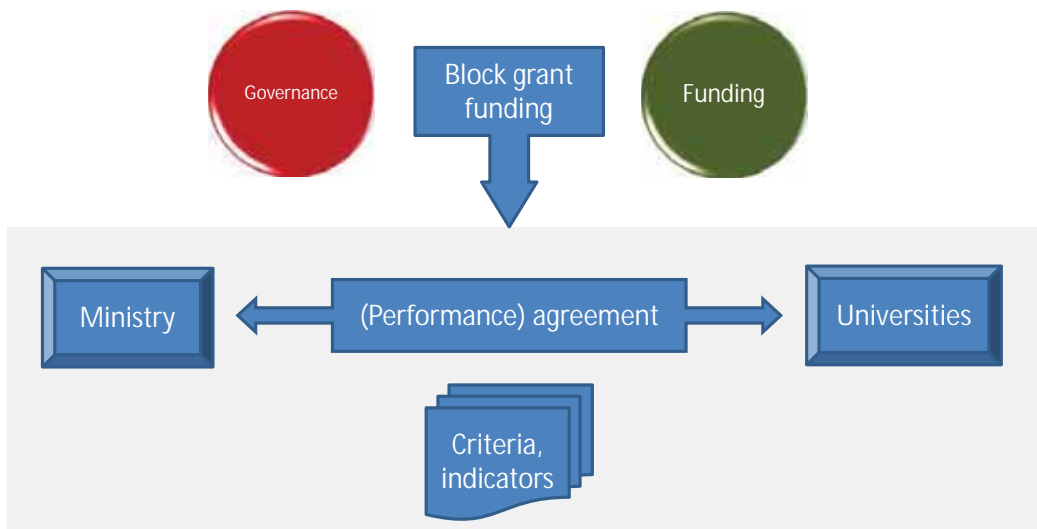 Governance
Block grant
funding
Funding
Ministry
(Performance) agreement
Universities
Criteria,
indicators